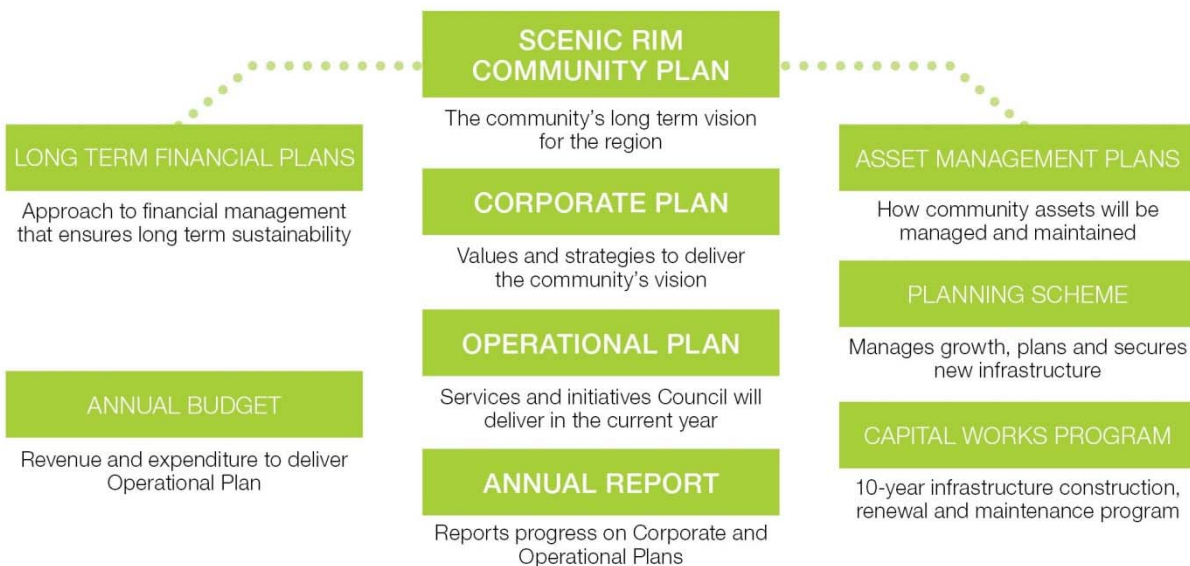 SCENIC RIM
COMMUNITY PLAN
The community's long term vision
for the region
LONG TERM FINANCIAL PLANS
Approach to financial management
that ensures long term sustainability
ANNUAL BUDGET
Revenue and expenditure to deliver
Operational Plan
CORPORATE PLAN
Values and strategies to deliver
the community's vision
OPERATIONAL PLAN
Services and initiatives Council will
deliver in the current year
ANNUAL REPORT
Reports progress on Corporate and
Operational Plans
ASSET MANAGEMENT PLANS
How community assets will be
managed and maintained
PLANNING SCHEME
Manages growth, plans and secures
new infrastructure
CAPITAL WORKS PROGRAM
10-year infrastructure construction,
renewal and maintenance program